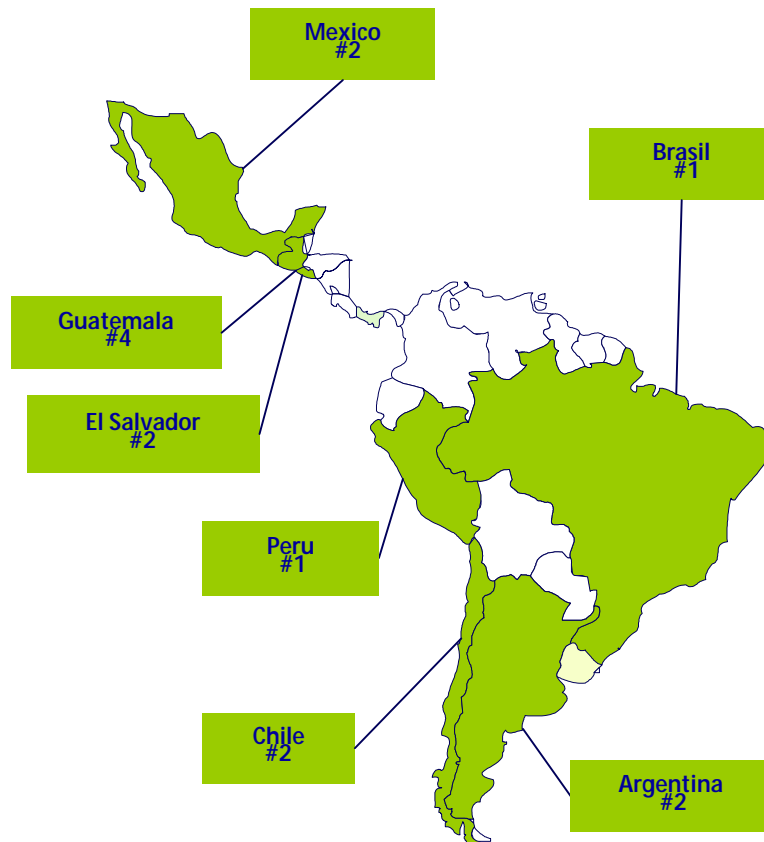 Mexico
#2
Brasil
#1
Guatemala
#4
El Salvador
#2
Peru
#1
Chile
#2
Argentina
#2